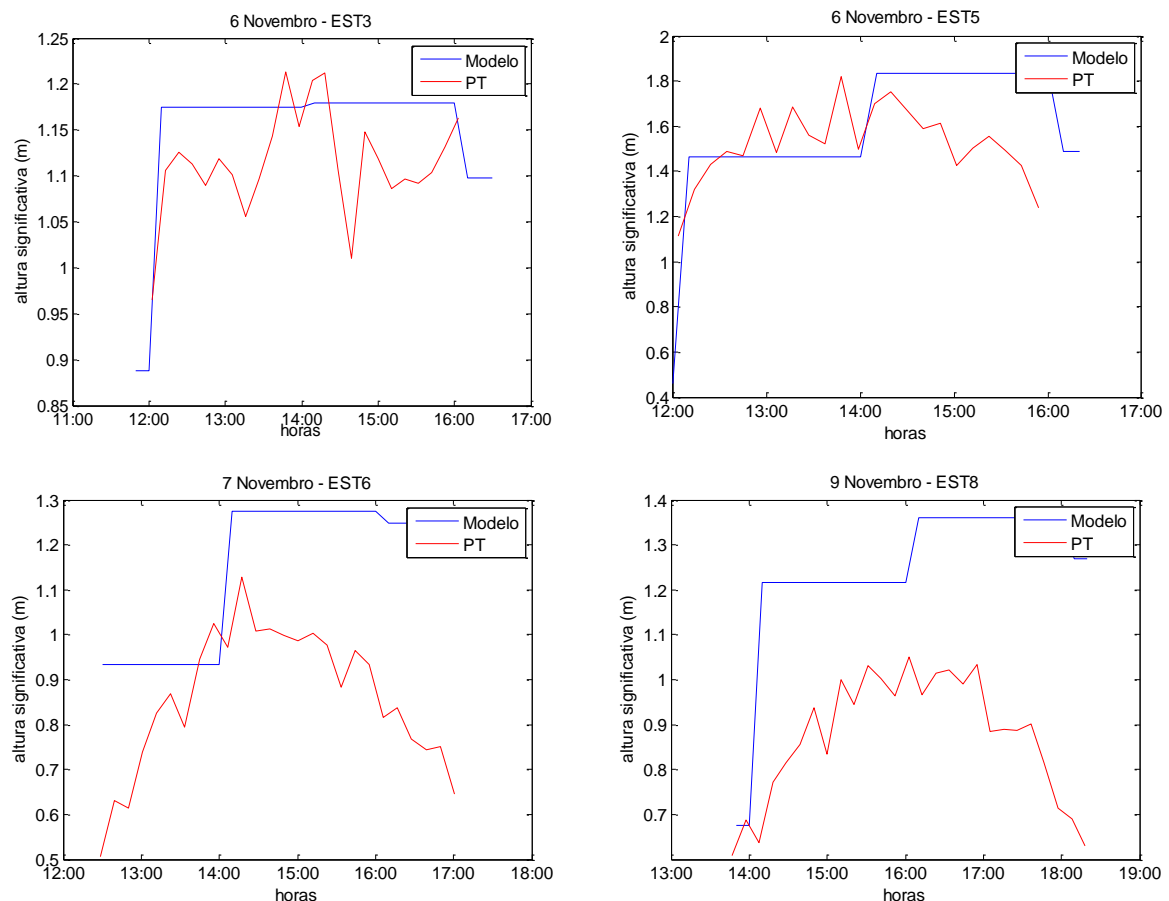 6 Novembro - EST3
1.25
1.2
1.15
1.1
1.05
1
0.95
0.9
0.85
11:00 12:00 13:00 14:00 15:00 16:00 17:00
horas
altura significativa (m)
Modelo
PT
6 Novembro - EST5
2
1.8
1.6
1.4
1.2
1
0.8
0.6
0.4
12:00 13:00 14:00 15:00 16:00 17:00
horas
altura significativa (m)
Modelo
PT
7 Novembro - EST6
1.3
1.2
1.1
1
0.9
0.8
0.7
0.6
0.5
12:00 13:00 14:00 15:00 16:00 17:00 18:00
horas
altura significativa (m)
Modelo
PT
9 Novembro - EST8
1.4
1.3
1.2
1.1
1
0.9
0.8
0.7
13:00 14:00 15:00 16:00 17:00 18:00 19:00
horas
altura significativa (m)
Modelo
PT